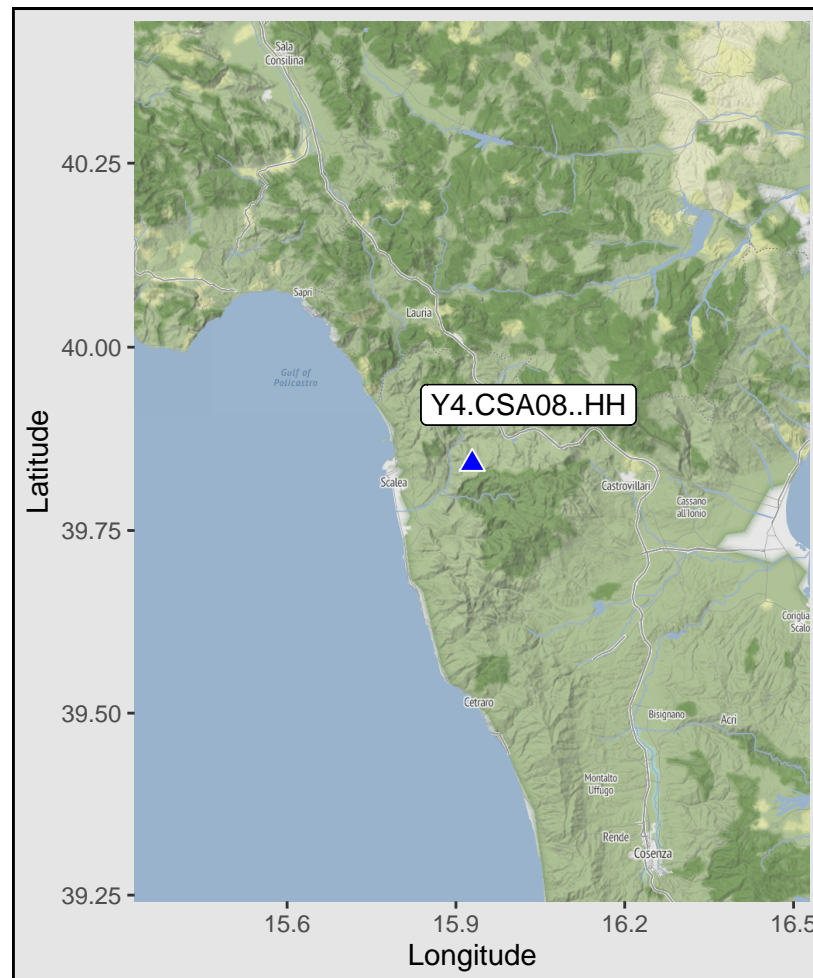 Sala
Consilina
40.25
Sapri
Lauria
40.00
Gulf of
Policastro
Y4.CSA08..HH
Latitude
Scalea
Castrovillari
Cassano
all'Ionio
39.75
Coriglia
Scalo
Cetraro
39.50
Bisignano
Acri
Montalto
Uffugo
Rende
Cosenza
39.25
15.6
15.9
16.2
16.5
Longitude